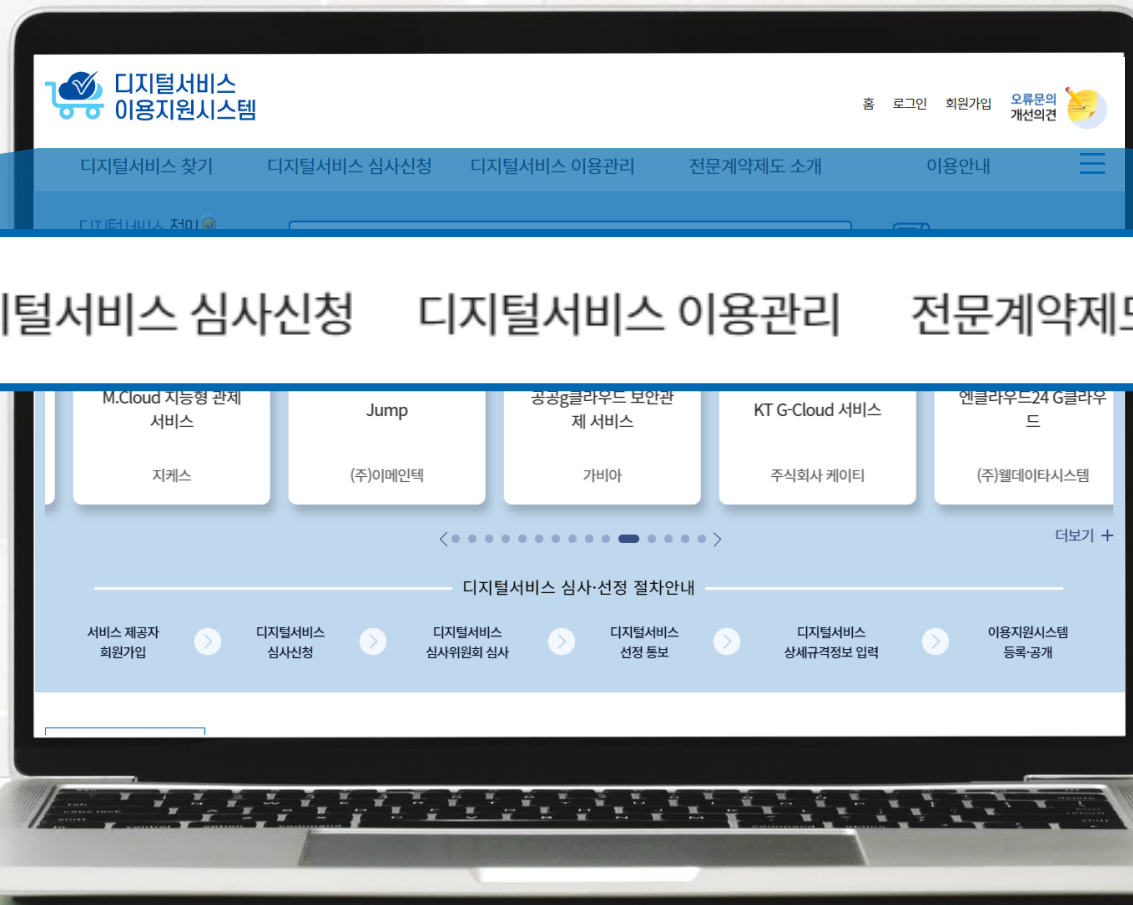 디지털서비스
이용지원시스템
홈 로그인 회원가입 오류문의
개선의견
디지털서비스 찾기 디지털서비스 심사신청 디지털서비스 이용관리 전문계약제도 소개 이용안내
디지털서비스
털서비스 심사신청 디지털서비스 이용관리 전문계약제
M.Cloud 지능형 관제
서비스
지케스
Jump
(주)이메인텍
공공g클라우드 보안관
제 서비스
가비아
KT G-Cloud 서비스
주식회사 케이티
엔클라우드24 G클라우
드
(주)웰데이타시스템
더보기 +
디지털서비스 심사·선정 절차안내
서비스 제공자
회원가입
디지털서비스
심사신청
디지털서비스
심사위원회 심사
디지털서비스
선정 통보
디지털서비스
상세규격정보 입력
이용지원시스템
등록·공개